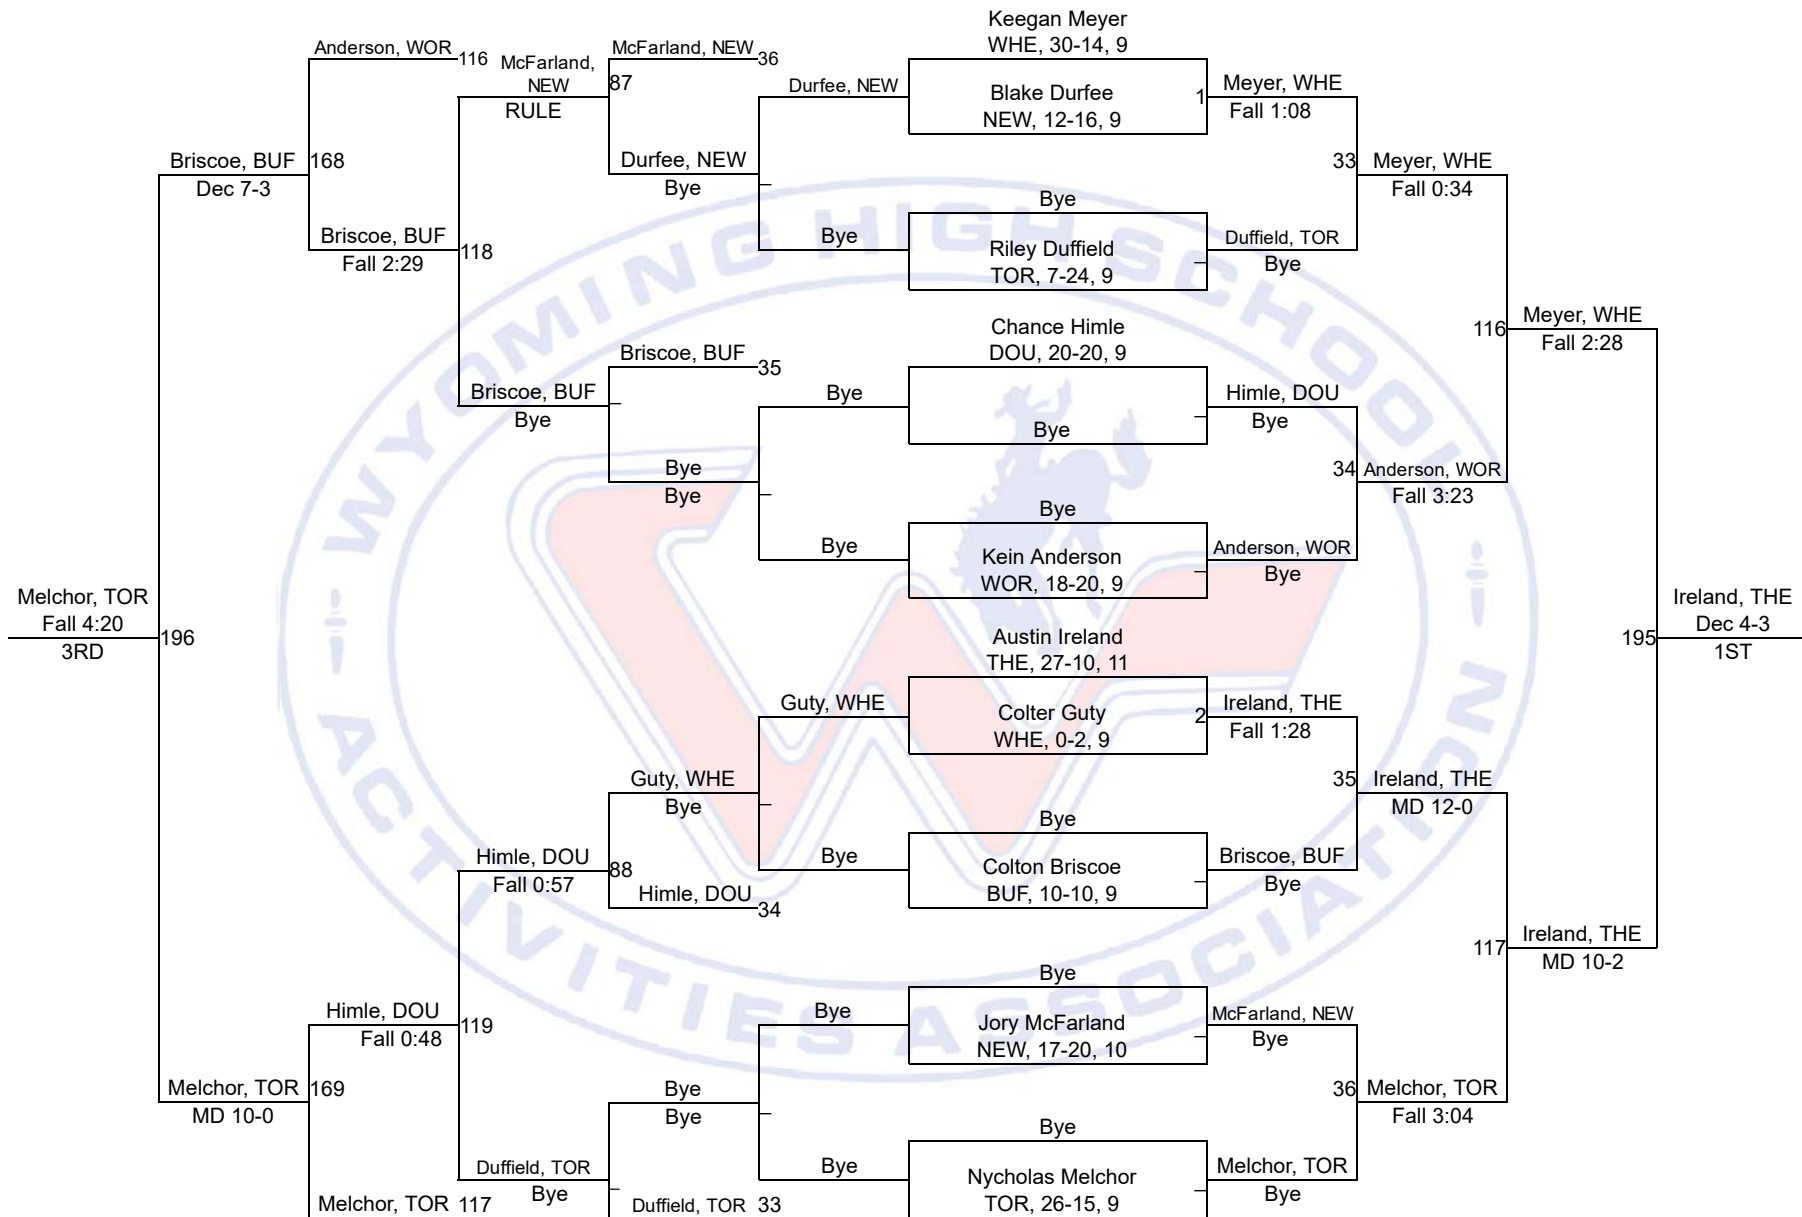 Keegan Meyer
WHE, 30-14, 9
Anderson, WOR
116
McFarland,
NEW
RULE
McFarland, NEW
36
87
Durfee, NEW
Blake Durfee
NEW, 12-16, 9
1
Meyer, WHE
Fall 1:08
Briscoe, BUF
Dec 7-3
168
Durfee, NEW
Bye
33
Meyer, WHE
Fall 0:34
Bye
Briscoe, BUF
Fall 2:29
118
Bye
Riley Duffield
TOR, 7-24, 9
Duffield, TOR
Bye
Chance Himle
DOU, 20-20, 9
116
Meyer, WHE
Fall 2:28
Briscoe, BUF
35
Briscoe, BUF
Bye
Bye
Bye
Himle, DOU
Bye
Bye
Bye
34
Anderson, WOR
Fall 3:23
Bye
Bye
Kein Anderson
WOR, 18-20, 9
Anderson, WOR
Bye
Melchor, TOR
Fall 4:20
3RD
196
Austin Ireland
THE, 27-10, 11
195
Ireland, THE
Dec 4-3
1ST
Guty, WHE
Colter Guty
WHE, 0-2, 9
2
Ireland, THE
Fall 1:28
Guty, WHE
Bye
35
Ireland, THE
MD 12-0
Bye
Himle, DOU
Fall 0:57
88
Himle, DOU
34
Bye
Colton Briscoe
BUF, 10-10, 9
Briscoe, BUF
Bye
117
Ireland, THE
MD 10-2
Bye
Himle, DOU
Fall 0:48
119
Bye
Jory McFarland
NEW, 17-20, 10
McFarland, NEW
Bye
Melchor, TOR
MD 10-0
169
Bye
Bye
36
Melchor, TOR
Fall 3:04
Bye
Duffield, TOR
Bye
Bye
Nycholas Melchor
TOR, 26-15, 9
Melchor, TOR
Bye
Melchor, TOR
117
Duffield, TOR
33
WYOMING HIGH SCHOOL
ACTIVITIES ASSOCIATION